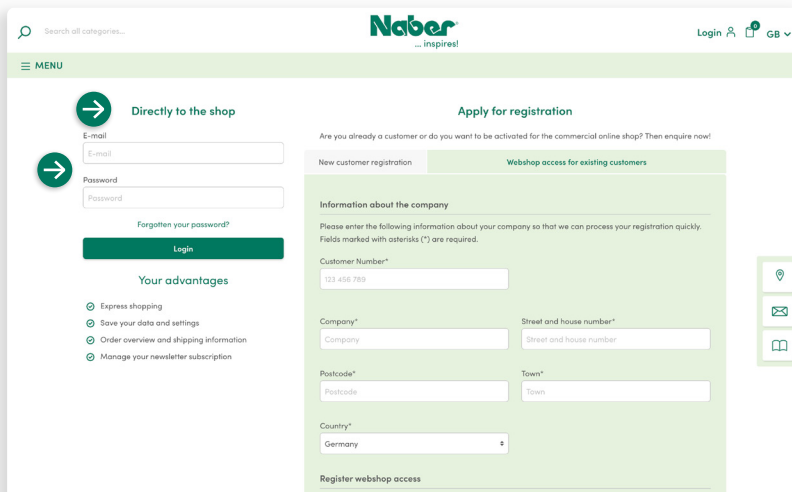 Search all categories...
Naber
... inspires!
Login
0
GB
MENU
Directly to the shop
E-mail
E-mail
Password
Password
Forgotten your password?
Login
Your advantages
Express shopping
Save your data and settings
Order overview and shipping information
Manage your newsletter subscription
Apply for registration
Are you already a customer or do you want to be activated for the commercial online shop? Then enquire now!
New customer registration
Webshop access for existing customers
Information about the company
Please enter the following information about your company so that we can process your registration quickly.
Fields marked with asterisks (*) are required.
Customer Number*
123 456 789
Company*
Street and house number*
Company
Street and house number
Postcode*
Town*
Postcode
Town
Country*
Germany
Register webshop access